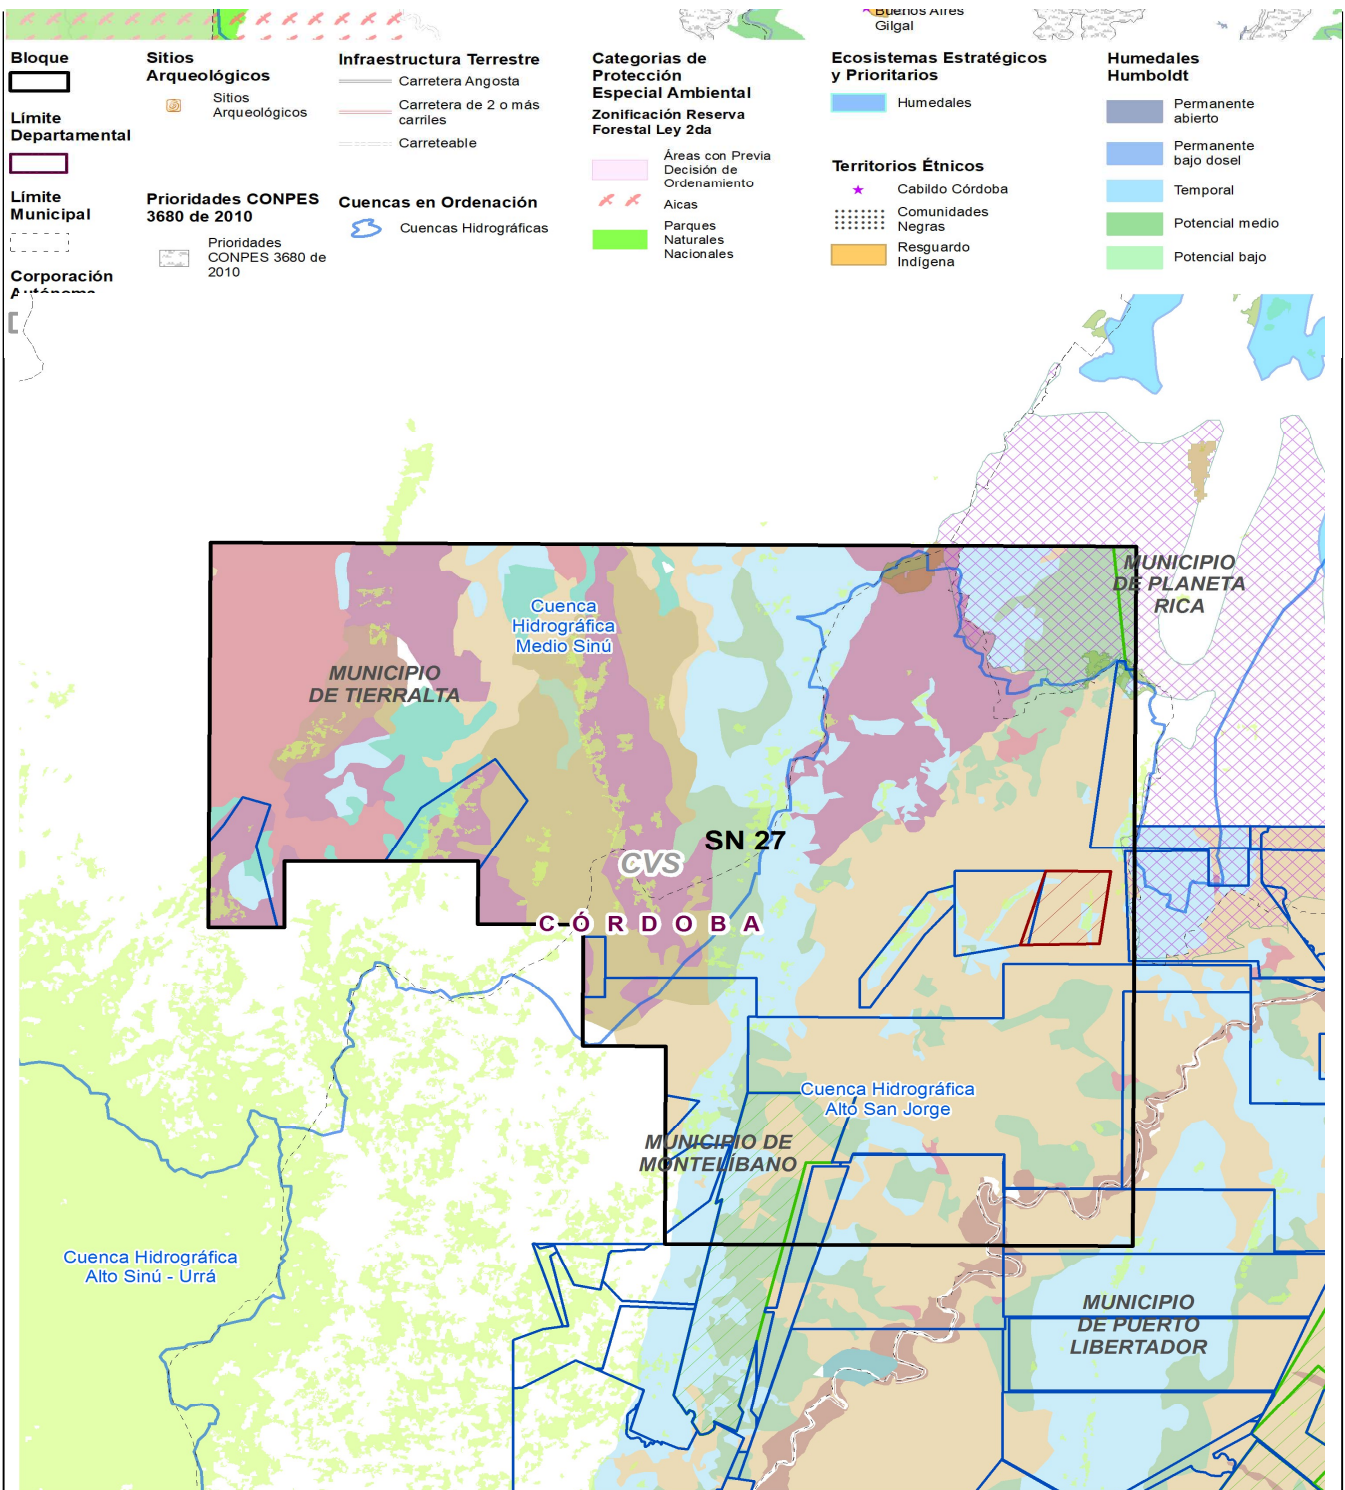 Buenos Aires
Gilgal
Bloque
Límite
Departamental
Límite
Municipal
Corporación
Autónoma
Sitios
Arqueológicos
Sitios
Arqueológicos
Prioridades CONPES
3680 de 2010
Prioridades
CONPES 3680 de
2010
Infraestructura Terrestre
Carretera Angosta
Carretera de 2 o más
carriles
Carreteable
Cuencas en Ordenación
Cuencas Hidrográficas
Categorias de
Protección
Especial Ambiental
Zonificación Reserva
Forestal Ley 2da
Áreas con Previa
Decisión de
Ordenamiento
Aicas
Parques
Naturales
Nacionales
Ecosistemas Estratégicos
y Prioritarios
Humedales
Territorios Étnicos
Cabildo Córdoba
Comunidades
Negras
Resguardo
Indígena
Humedales
Humboldt
Permanente
abierto
Permanente
bajo dosel
Temporal
Potencial medio
Potencial bajo
MUNICIPIO
DE PLANETA
RICA
Cuenca
Hidrográfica
Medio Sinú
MUNICIPIO
DE TIERRALTA
SN 27
CVS
CÓRDOBA
Cuenca Hidrográfica
Alto San Jorge
MUNICIPIO DE
MONTELÍBANO
Cuenca Hidrográfica
Alto Sinú - Urrá
MUNICIPIO
DE PUERTO
LIBERTADOR